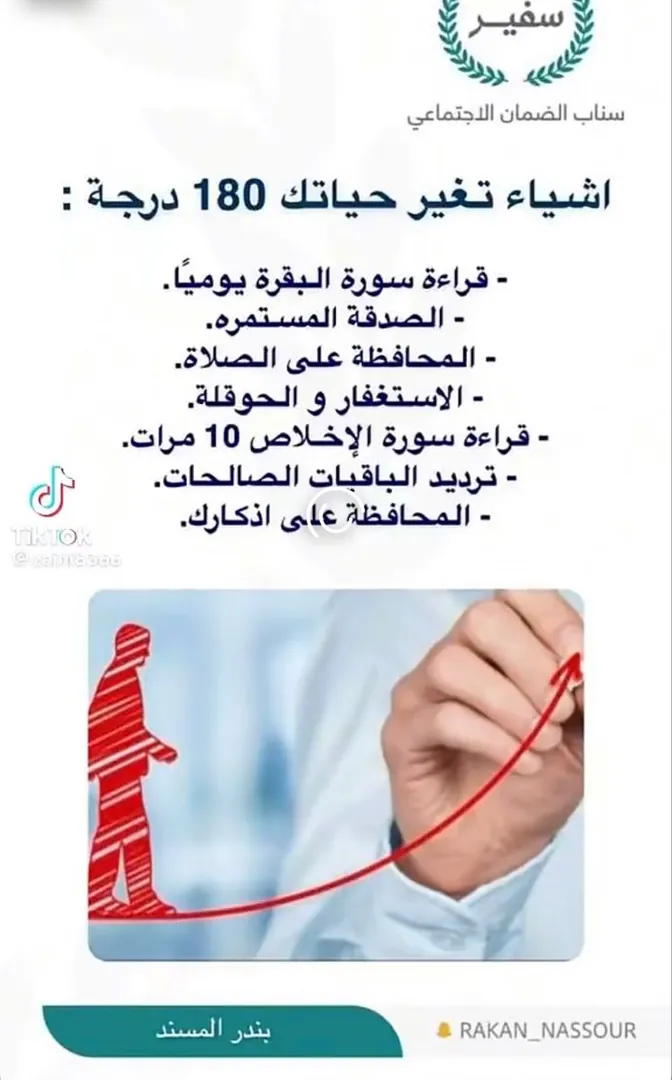 سفير
سناب الضمان الاجتماعي
اشياء تغير حياتك 180 درجة :
- قراءة سورة البقرة يوميًا.
- الصدقة المستمره.
- المحافظة على الصلاة.
- الاستغفار و الحوقلة.
- قراءة سورة الإخلاص 10 مرات.
- ترديد الباقيات الصالحات.
- المحافظة على اذكارك.
TikTok
بندر المسند
RAKAN_NASSOUR